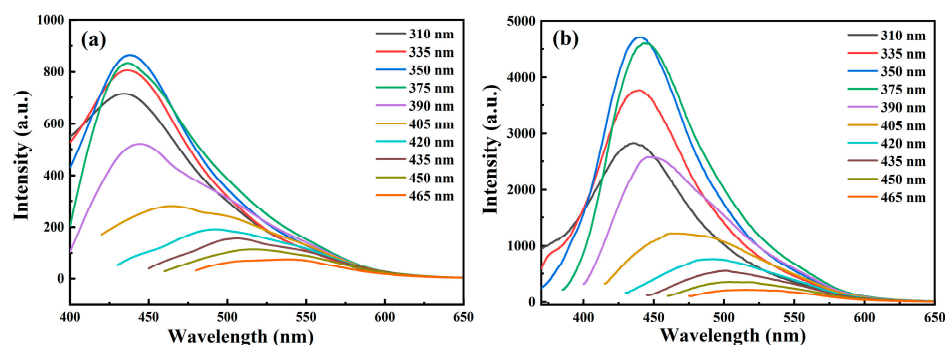 (a)
Intensity (a.u.)
1000
800
600
400
200
0
400 450 500 550 600 650
Wavelength (nm)
310 nm
335 nm
350 nm
375 nm
390 nm
405 nm
420 nm
435 nm
450 nm
465 nm
(b)
Intensity (a.u.)
5000
4000
3000
2000
1000
0
400 450 500 550 600 650
Wavelength (nm)
310 nm
335 nm
350 nm
375 nm
390 nm
405 nm
420 nm
435 nm
450 nm
465 nm